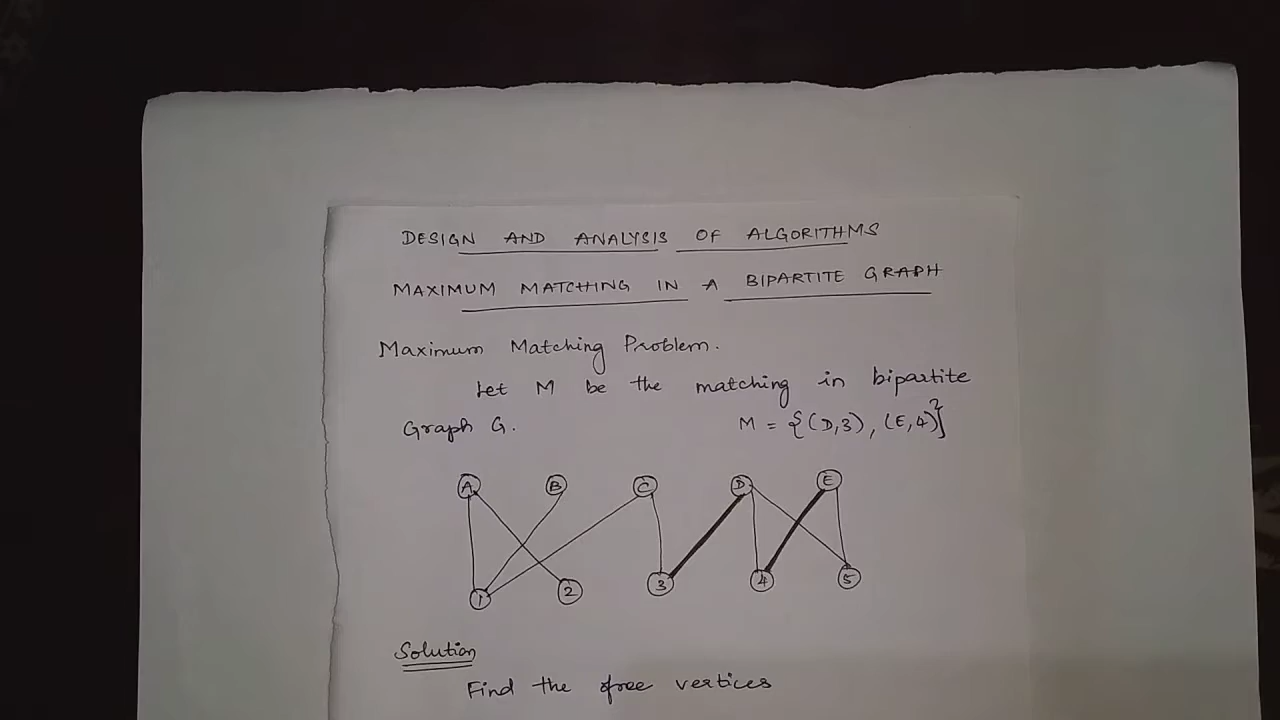 DESIGN AND ANALYSIS OF ALGORITHMS
MAXIMUM MATCHING IN A BIPARTITE GRAPH
Maximum Matching Problem.
Let M be the matching in bipartite
Graph G. M = {(D,3), (E,4)}
A B C D E
1 2 3 4 5
Solution
Find the free vertices